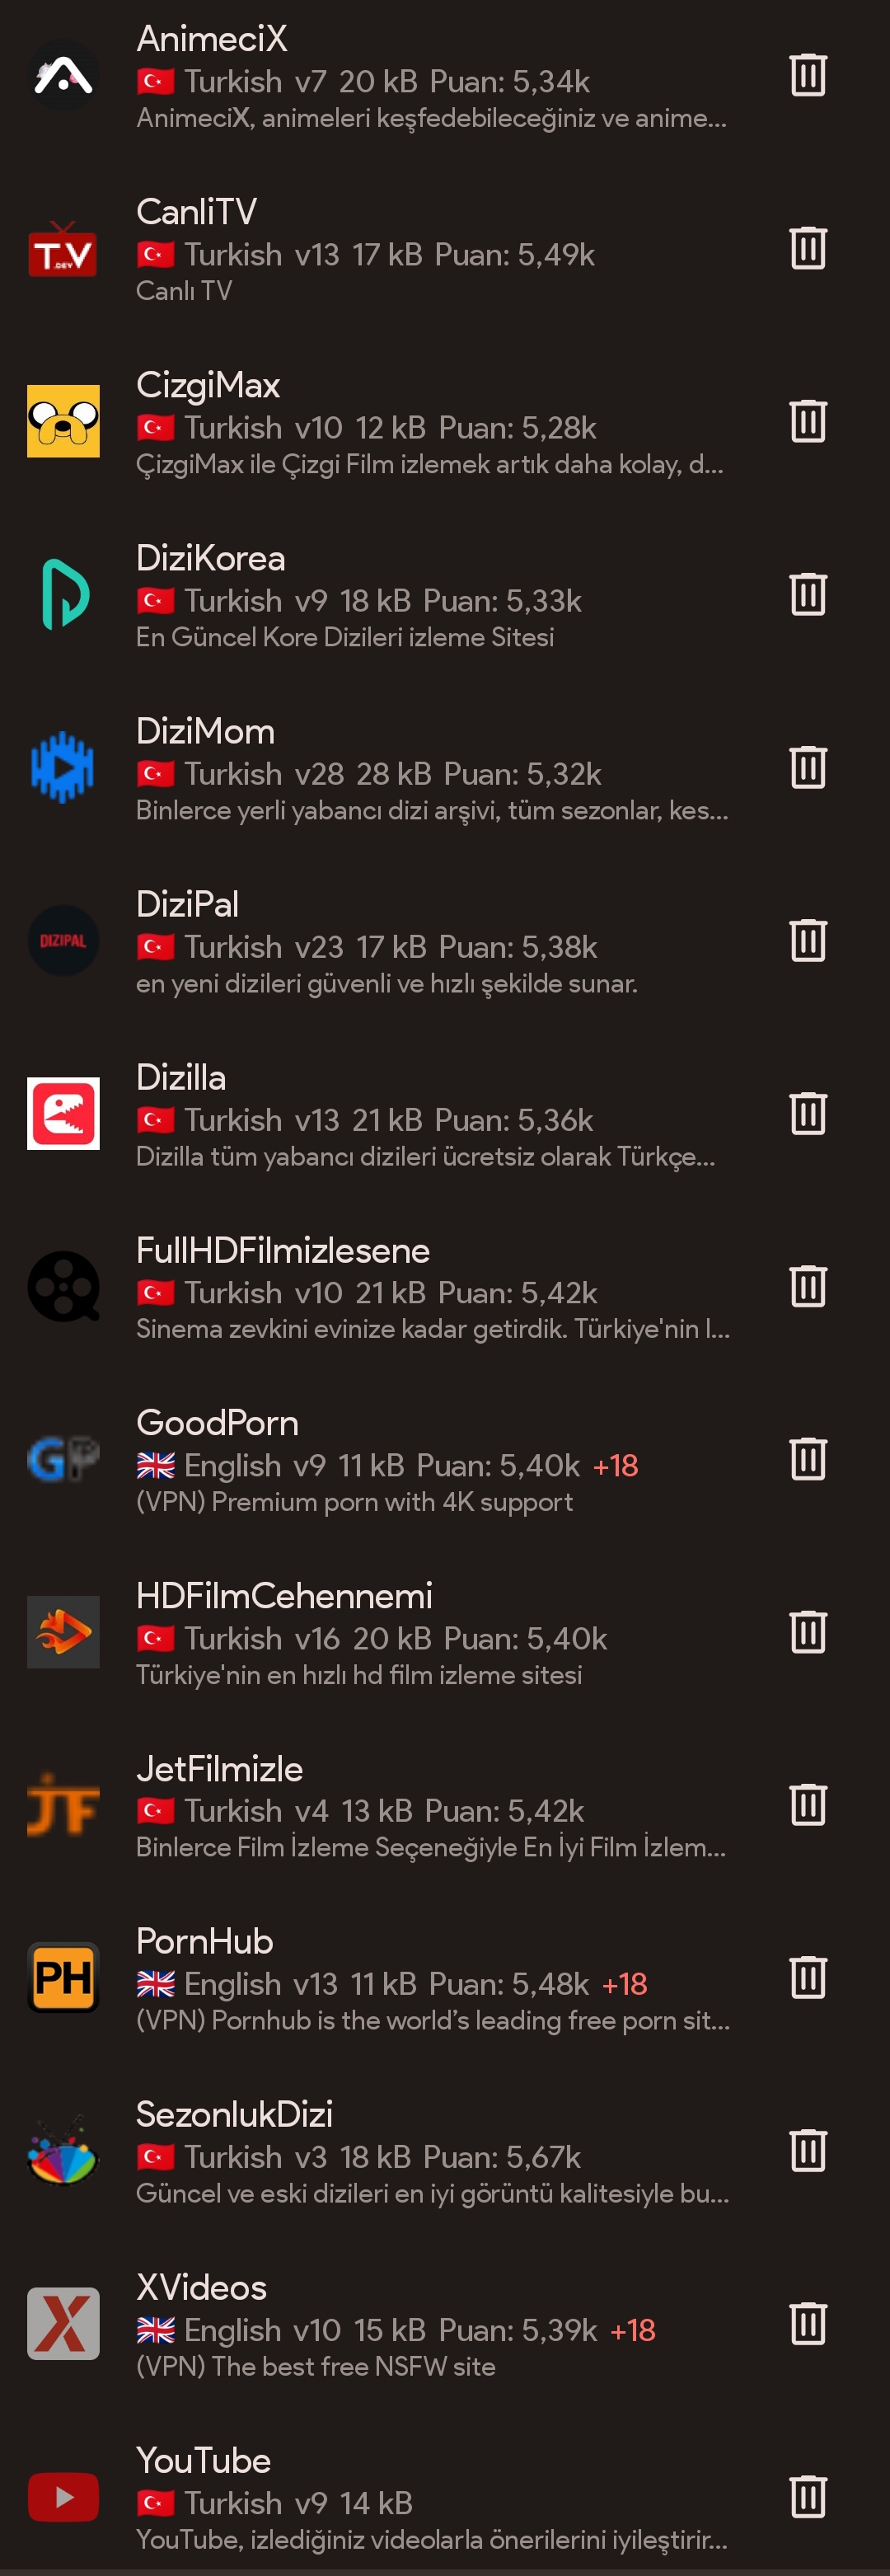 AnimeciX
Turkish v7 20 kB Puan: 5,34k
AnimeciX, animeleri keşfedebileceğiniz ve anime...
TV
.DEV
CanliTV
Turkish v13 17 kB Puan: 5,49k
Canlı TV
CizgiMax
Turkish v10 12 kB Puan: 5,28k
ÇizgiMax ile Çizgi Film izlemek artık daha kolay, d...
DiziKorea
Turkish v9 18 kB Puan: 5,33k
En Güncel Kore Dizileri izleme Sitesi
DiziMom
Turkish v28 28 kB Puan: 5,32k
Binlerce yerli yabancı dizi arşivi, tüm sezonlar, kes...
DIZIPAL
DiziPal
Turkish v23 17 kB Puan: 5,38k
en yeni dizileri güvenli ve hızlı şekilde sunar.
Dizilla
Turkish v13 21 kB Puan: 5,36k
Dizilla tüm yabancı dizileri ücretsiz olarak Türkçe...
FullHDFilmizlesene
Turkish v10 21 kB Puan: 5,42k
Sinema zevkini evinize kadar getirdik. Türkiye'nin l...
GP
GoodPorn
English v9 11 kB Puan: 5,40k +18
(VPN) Premium porn with 4K support
HDFilmCehennemi
Turkish v16 20 kB Puan: 5,40k
Türkiye'nin en hızlı hd film izleme sitesi
JF
JetFilmizle
Turkish v4 13 kB Puan: 5,42k
Binlerce Film İzleme Seçeneğiyle En İyi Film İzlem...
PH
PornHub
English v13 11 kB Puan: 5,48k +18
(VPN) Pornhub is the world’s leading free porn sit...
SezonlukDizi
Turkish v3 18 kB Puan: 5,67k
Güncel ve eski dizileri en iyi görüntü kalitesiyle bu...
X
XVideos
English v10 15 kB Puan: 5,39k +18
(VPN) The best free NSFW site
YouTube
Turkish v9 14 kB
YouTube, izlediğiniz videolarla önerilerini iyileştirir...